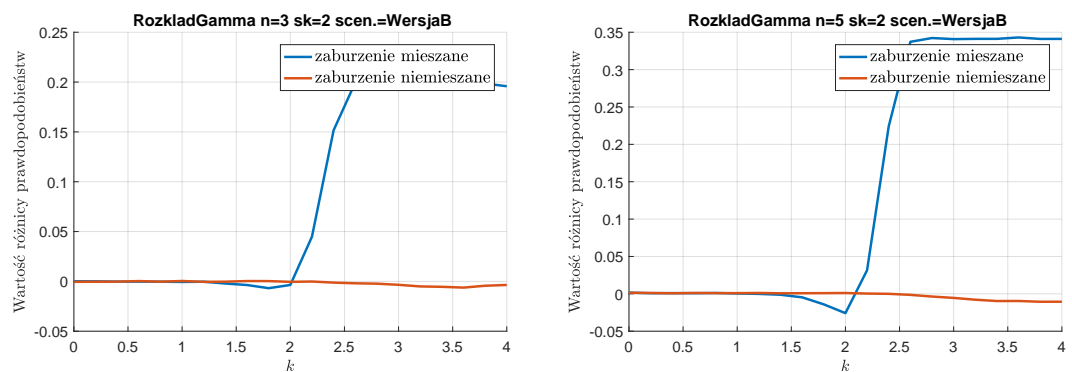 RozkladGamma n=3 sk=2 scen.=WersjaB
Wartość różnicy prawdopodobieństw
0.25
0.2
0.15
0.1
0.05
0
-0.05
zaburzenie mieszane
zaburzenie niemieszane
0 0.5 1 1.5 2 2.5 3 3.5 4
k
RozkladGamma n=5 sk=2 scen.=WersjaB
Wartość różnicy prawdopodobieństw
0.35
0.3
0.25
0.2
0.15
0.1
0.05
0
-0.05
zaburzenie mieszane
zaburzenie niemieszane
0 0.5 1 1.5 2 2.5 3 3.5 4
k